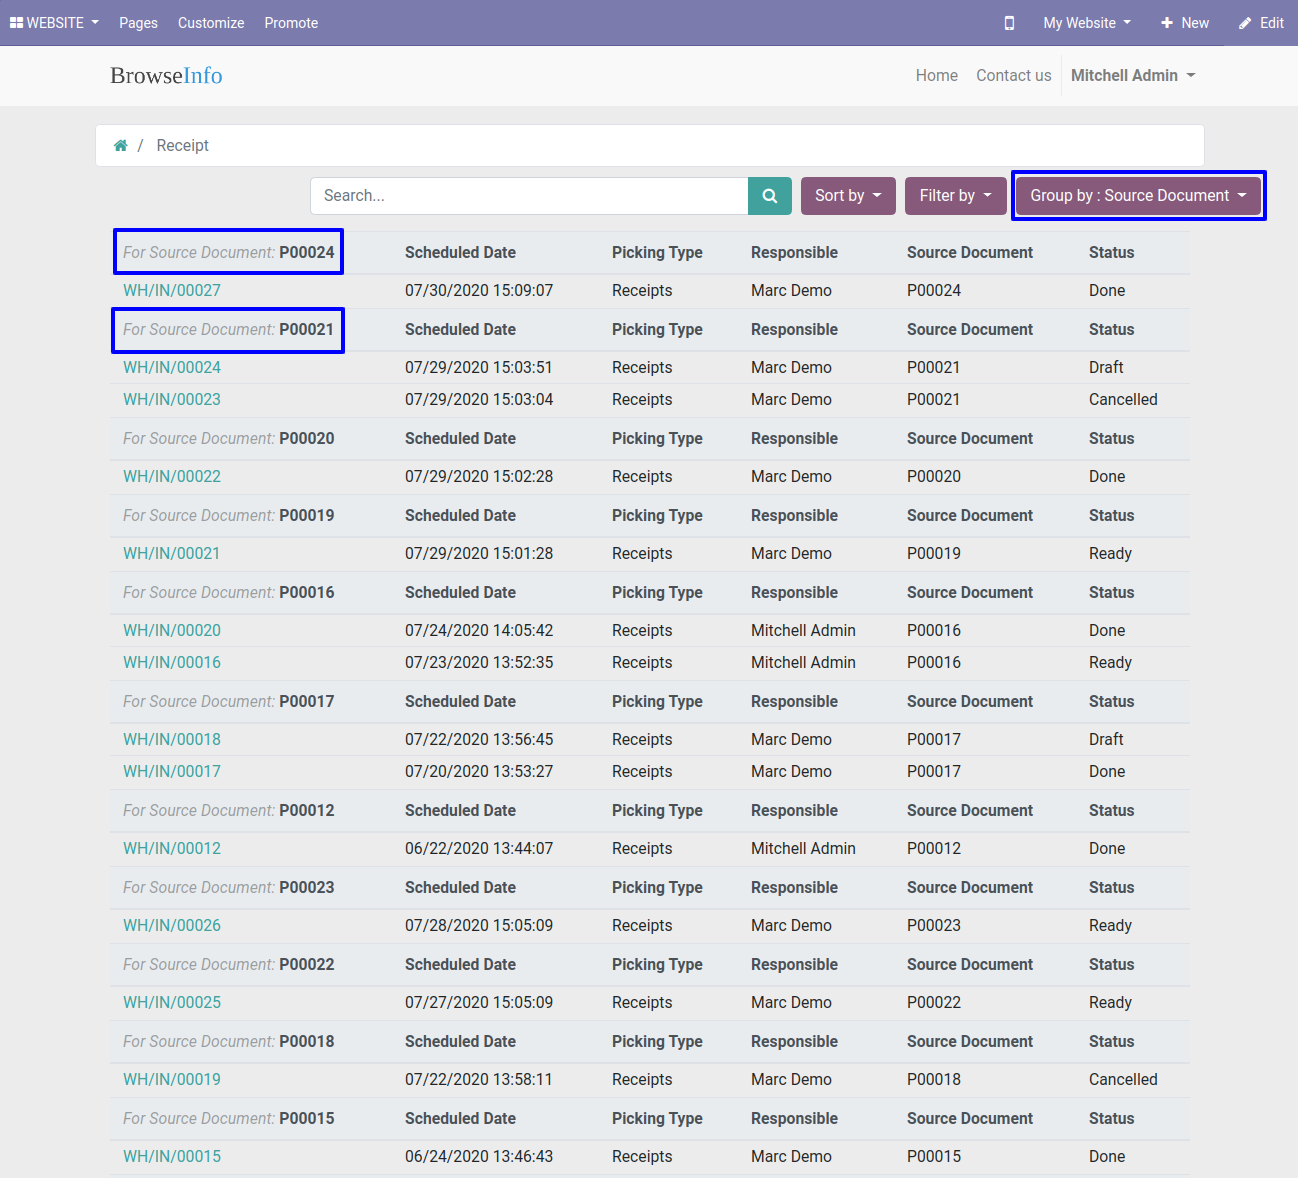 WEBSITE Pages Customize Promote My Website New Edit
BrowseInfo Home Contact us Mitchell Admin
/ Receipt
Search... Sort by Filter by Group by : Source Document
For Source Document: P00024 Scheduled Date Picking Type Responsible Source Document Status
WH/IN/00027 07/30/2020 15:09:07 Receipts Marc Demo P00024 Done
For Source Document: P00021 Scheduled Date Picking Type Responsible Source Document Status
WH/IN/00024 07/29/2020 15:03:51 Receipts Marc Demo P00021 Draft
WH/IN/00023 07/29/2020 15:03:04 Receipts Marc Demo P00021 Cancelled
For Source Document: P00020 Scheduled Date Picking Type Responsible Source Document Status
WH/IN/00022 07/29/2020 15:02:28 Receipts Marc Demo P00020 Done
For Source Document: P00019 Scheduled Date Picking Type Responsible Source Document Status
WH/IN/00021 07/29/2020 15:01:28 Receipts Marc Demo P00019 Ready
For Source Document: P00016 Scheduled Date Picking Type Responsible Source Document Status
WH/IN/00020 07/24/2020 14:05:42 Receipts Mitchell Admin P00016 Done
WH/IN/00016 07/23/2020 13:52:35 Receipts Mitchell Admin P00016 Ready
For Source Document: P00017 Scheduled Date Picking Type Responsible Source Document Status
WH/IN/00018 07/22/2020 13:56:45 Receipts Marc Demo P00017 Draft
WH/IN/00017 07/20/2020 13:53:27 Receipts Marc Demo P00017 Done
For Source Document: P00012 Scheduled Date Picking Type Responsible Source Document Status
WH/IN/00012 06/22/2020 13:44:07 Receipts Mitchell Admin P00012 Done
For Source Document: P00023 Scheduled Date Picking Type Responsible Source Document Status
WH/IN/00026 07/28/2020 15:05:09 Receipts Marc Demo P00023 Ready
For Source Document: P00022 Scheduled Date Picking Type Responsible Source Document Status
WH/IN/00025 07/27/2020 15:05:09 Receipts Marc Demo P00022 Ready
For Source Document: P00018 Scheduled Date Picking Type Responsible Source Document Status
WH/IN/00019 07/22/2020 13:58:11 Receipts Marc Demo P00018 Cancelled
For Source Document: P00015 Scheduled Date Picking Type Responsible Source Document Status
WH/IN/00015 06/24/2020 13:46:43 Receipts Marc Demo P00015 Done